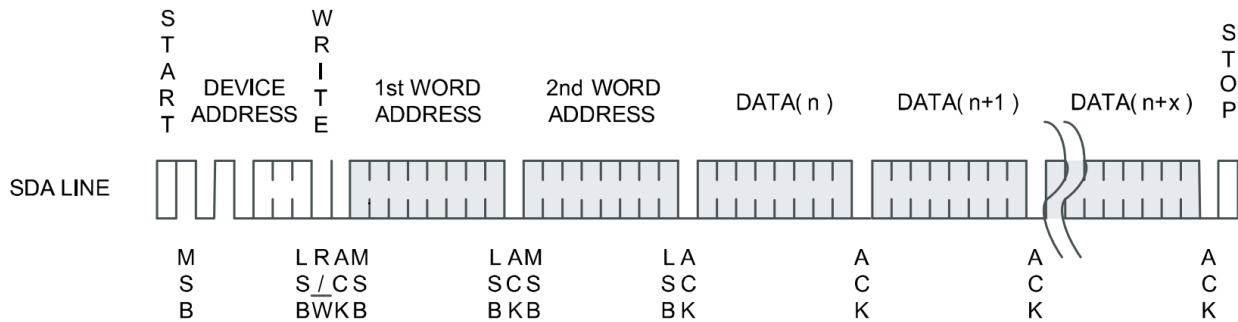 START
WRITE
STOP
DEVICE
ADDRESS
1st WORD
ADDRESS
2nd WORD
ADDRESS
DATA( n )
DATA( n+1 )
DATA( n+x )
SDA LINE
MSB
LSB
R/W
ACK
MSB
LSB
ACK
MSB
LSB
ACK
ACK
ACK
ACK